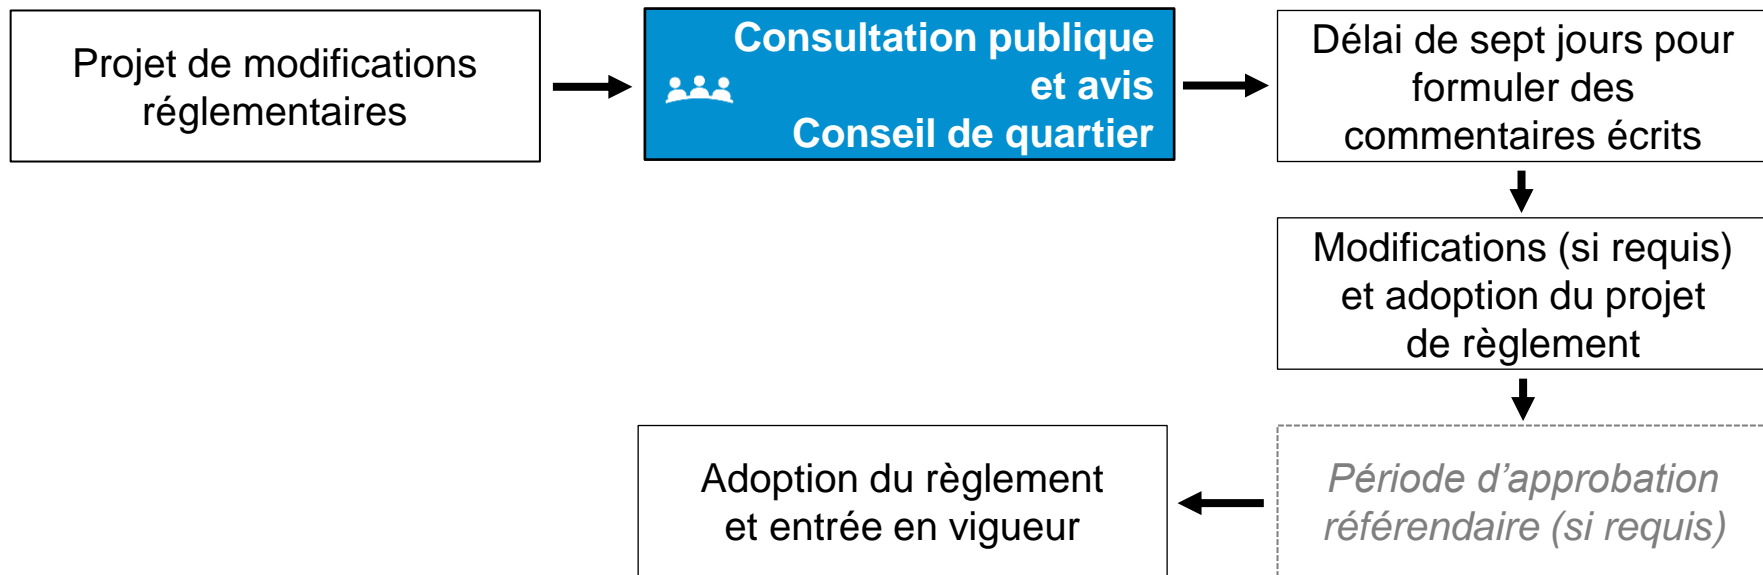 Projet de modifications
réglementaires
Consultation publique
et avis
Conseil de quartier
Délai de sept jours pour
formuler des
commentaires écrits
Modifications (si requis)
et adoption du projet
de règlement
Période d’approbation
référendaire (si requis)
Adoption du règlement
et entrée en vigueur